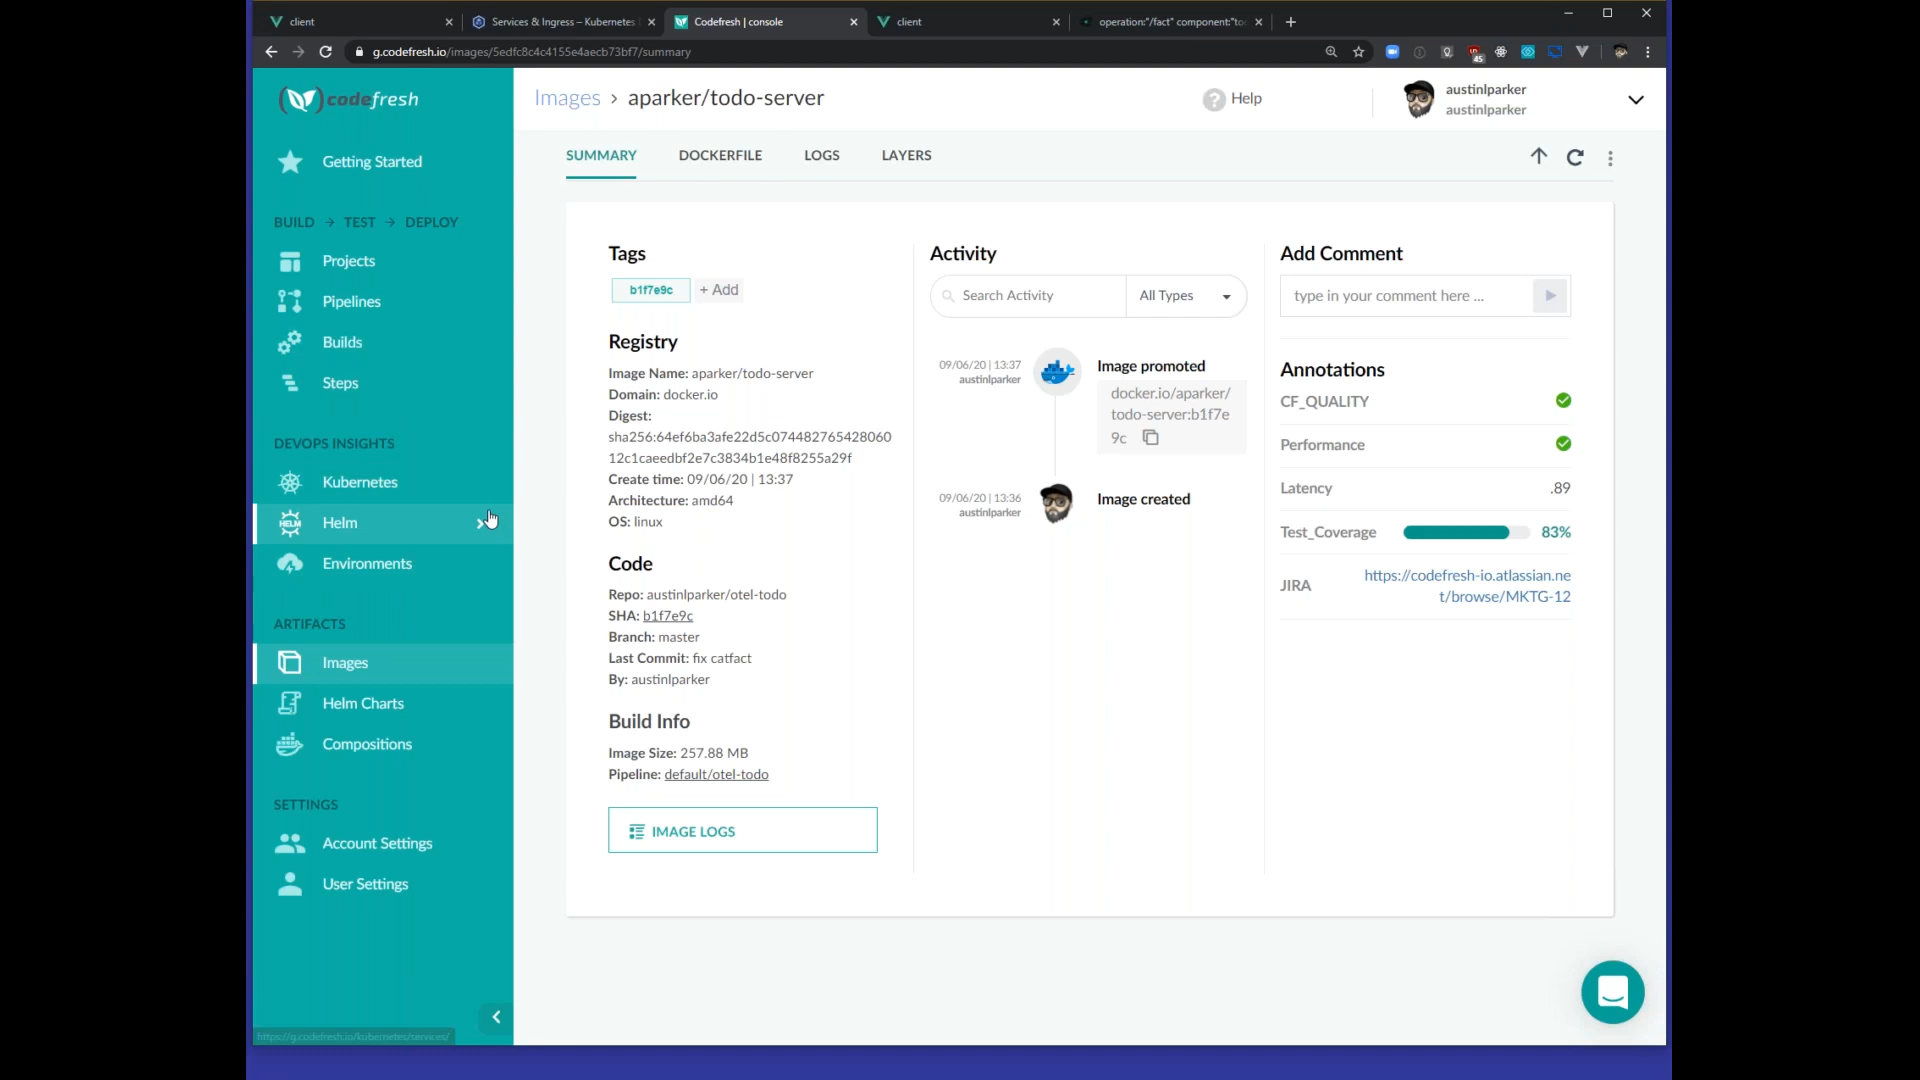 client
Services & Ingress – Kubernetes
Codefresh | console
client
operation:"/fact" component:"to
g.codefresh.io/images/5edfc8c4c4155e4aecb73bf7/summary
45
codefresh
Images > aparker/todo-server
Help
austinlparker
austinlparker
Getting Started
BUILD → TEST → DEPLOY
Projects
Pipelines
Builds
Steps
DEVOPS INSIGHTS
Kubernetes
HELM
Helm
Environments
ARTIFACTS
Images
Helm Charts
Compositions
SETTINGS
Account Settings
User Settings
https://g.codefresh.io/kubernetes/services/
SUMMARY
DOCKERFILE
LOGS
LAYERS
Tags
b1f7e9c
+ Add
Registry
Image Name: aparker/todo-server
Domain: docker.io
Digest:
sha256:64ef6ba3afe22d5c074482765428060
12c1caeedbf2e7c3834b1e48f8255a29f
Create time: 09/06/20 | 13:37
Architecture: amd64
OS: linux
Code
Repo: austinlparker/otel-todo
SHA: b1f7e9c
Branch: master
Last Commit: fix catfact
By: austinlparker
Build Info
Image Size: 257.88 MB
Pipeline: default/otel-todo
IMAGE LOGS
Activity
Search Activity
All Types
09/06/20 | 13:37
austinlparker
Image promoted
docker.io/aparker/
todo-server:b1f7e
9c
09/06/20 | 13:36
austinlparker
Image created
Add Comment
type in your comment here ...
Annotations
CF_QUALITY
Performance
Latency .89
Test_Coverage 83%
JIRA
https://codefresh-io.atlassian.ne
t/browse/MKTG-12